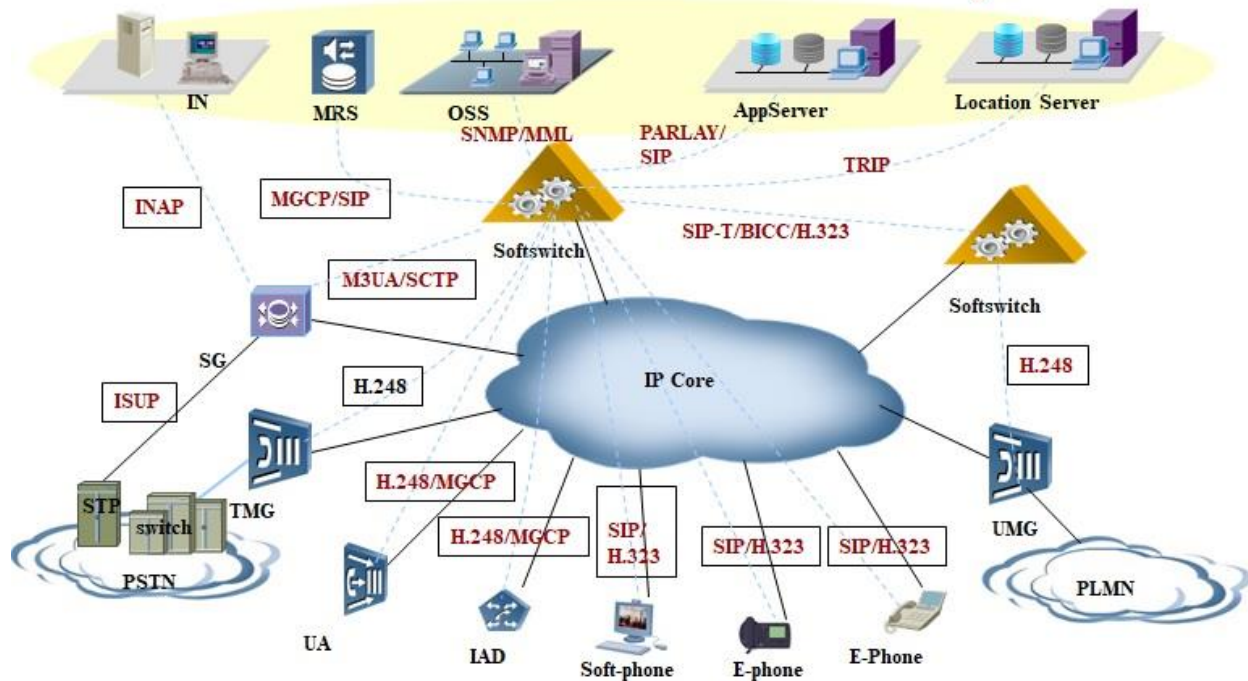 IN
MRS
OSS
AppServer
Location Server
SNMP/MML
PARLAY/
SIP
TRIP
INAP
MGCP/SIP
SIP-T/BICC/H.323
Softswitch
M3UA/SCTP
Softswitch
SG
H.248
IP Core
H.248
ISUP
STP
switch
TMG
H.248/MGCP
UMG
H.248/MGCP
SIP/
H.323
SIP/H.323
SIP/H.323
PSTN
PLMN
UA
IAD
Soft-phone
E-phone
E-Phone